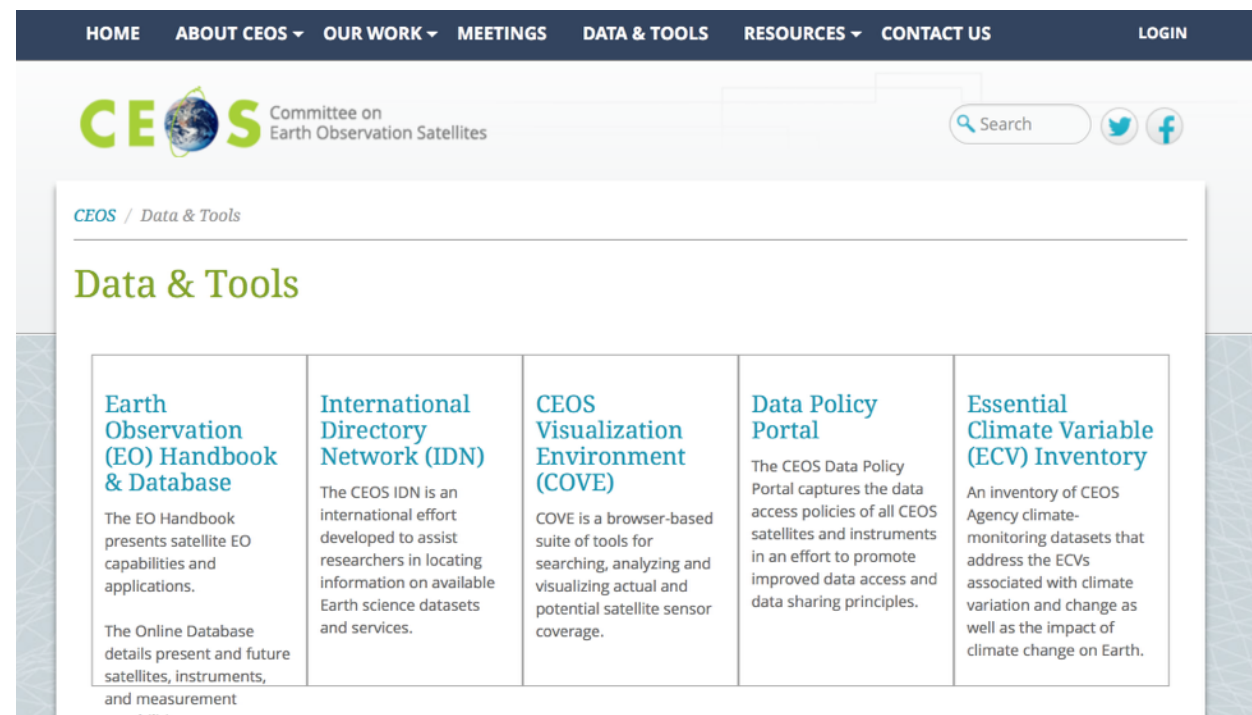 HOME ABOUT CEOS OUR WORK MEETINGS DATA & TOOLS RESOURCES CONTACT US LOGIN
CEOS
Committee on
Earth Observation Satellites
Search
CEOS / Data & Tools
Data & Tools
Earth
Observation
(EO) Handbook
& Database
The EO Handbook
presents satellite EO
capabilities and
applications.
The Online Database
details present and future
satellites, instruments,
and measurement
International
Directory
Network (IDN)
The CEOS IDN is an
international effort
developed to assist
researchers in locating
information on available
Earth science datasets
and services.
CEOS
Visualization
Environment
(COVE)
COVE is a browser-based
suite of tools for
searching, analyzing and
visualizing actual and
potential satellite sensor
coverage.
Data Policy
Portal
The CEOS Data Policy
Portal captures the data
access policies of all CEOS
satellites and instruments
in an effort to promote
improved data access and
data sharing principles.
Essential
Climate Variable
(ECV) Inventory
An inventory of CEOS
Agency climate-
monitoring datasets that
address the ECVs
associated with climate
variation and change as
well as the impact of
climate change on Earth.